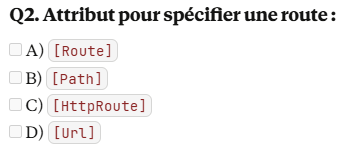 Q2. Attribut pour spécifier une route :
A) [Route]
B) [Path]
C) [HttpRoute]
D) [Url]